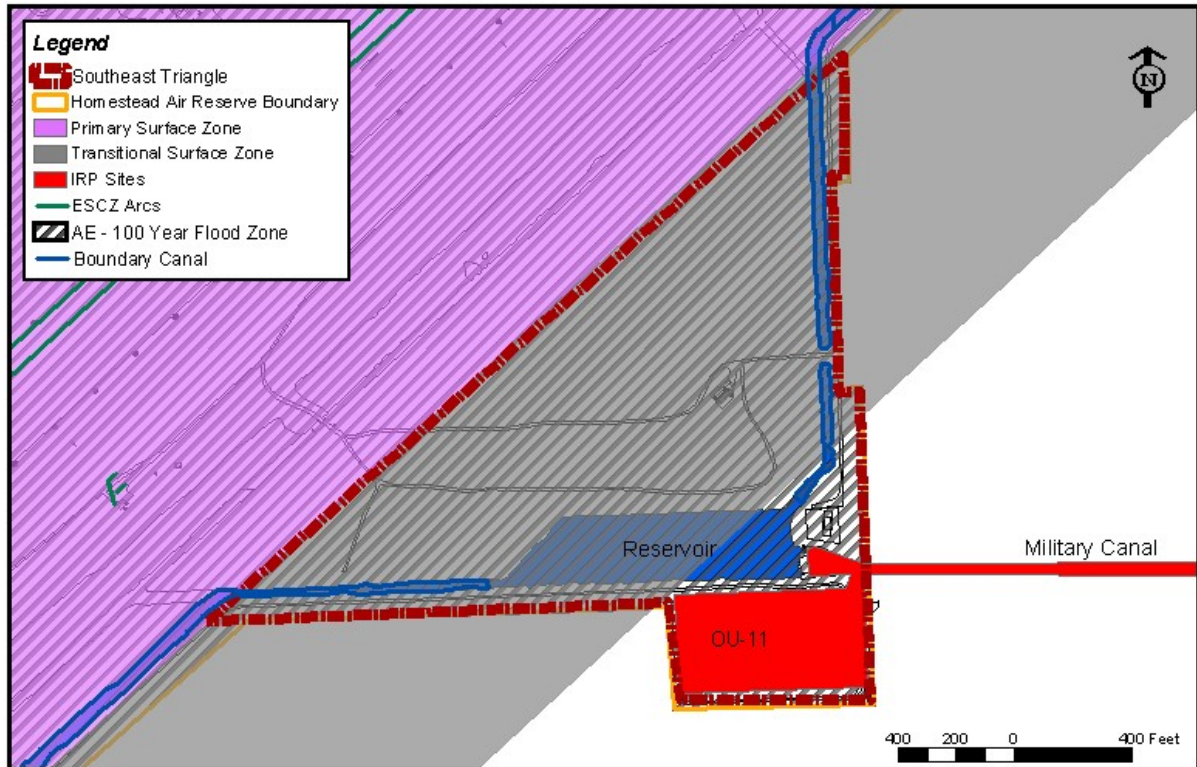 Legend
Southeast Triangle
Homestead Air Reserve Boundary
Primary Surface Zone
Transitional Surface Zone
IRP Sites
ESCZ Arcs
AE - 100 Year Flood Zone
Boundary Canal
N
Reservoir
Military Canal
OU-11
400 200 0 400 Feet